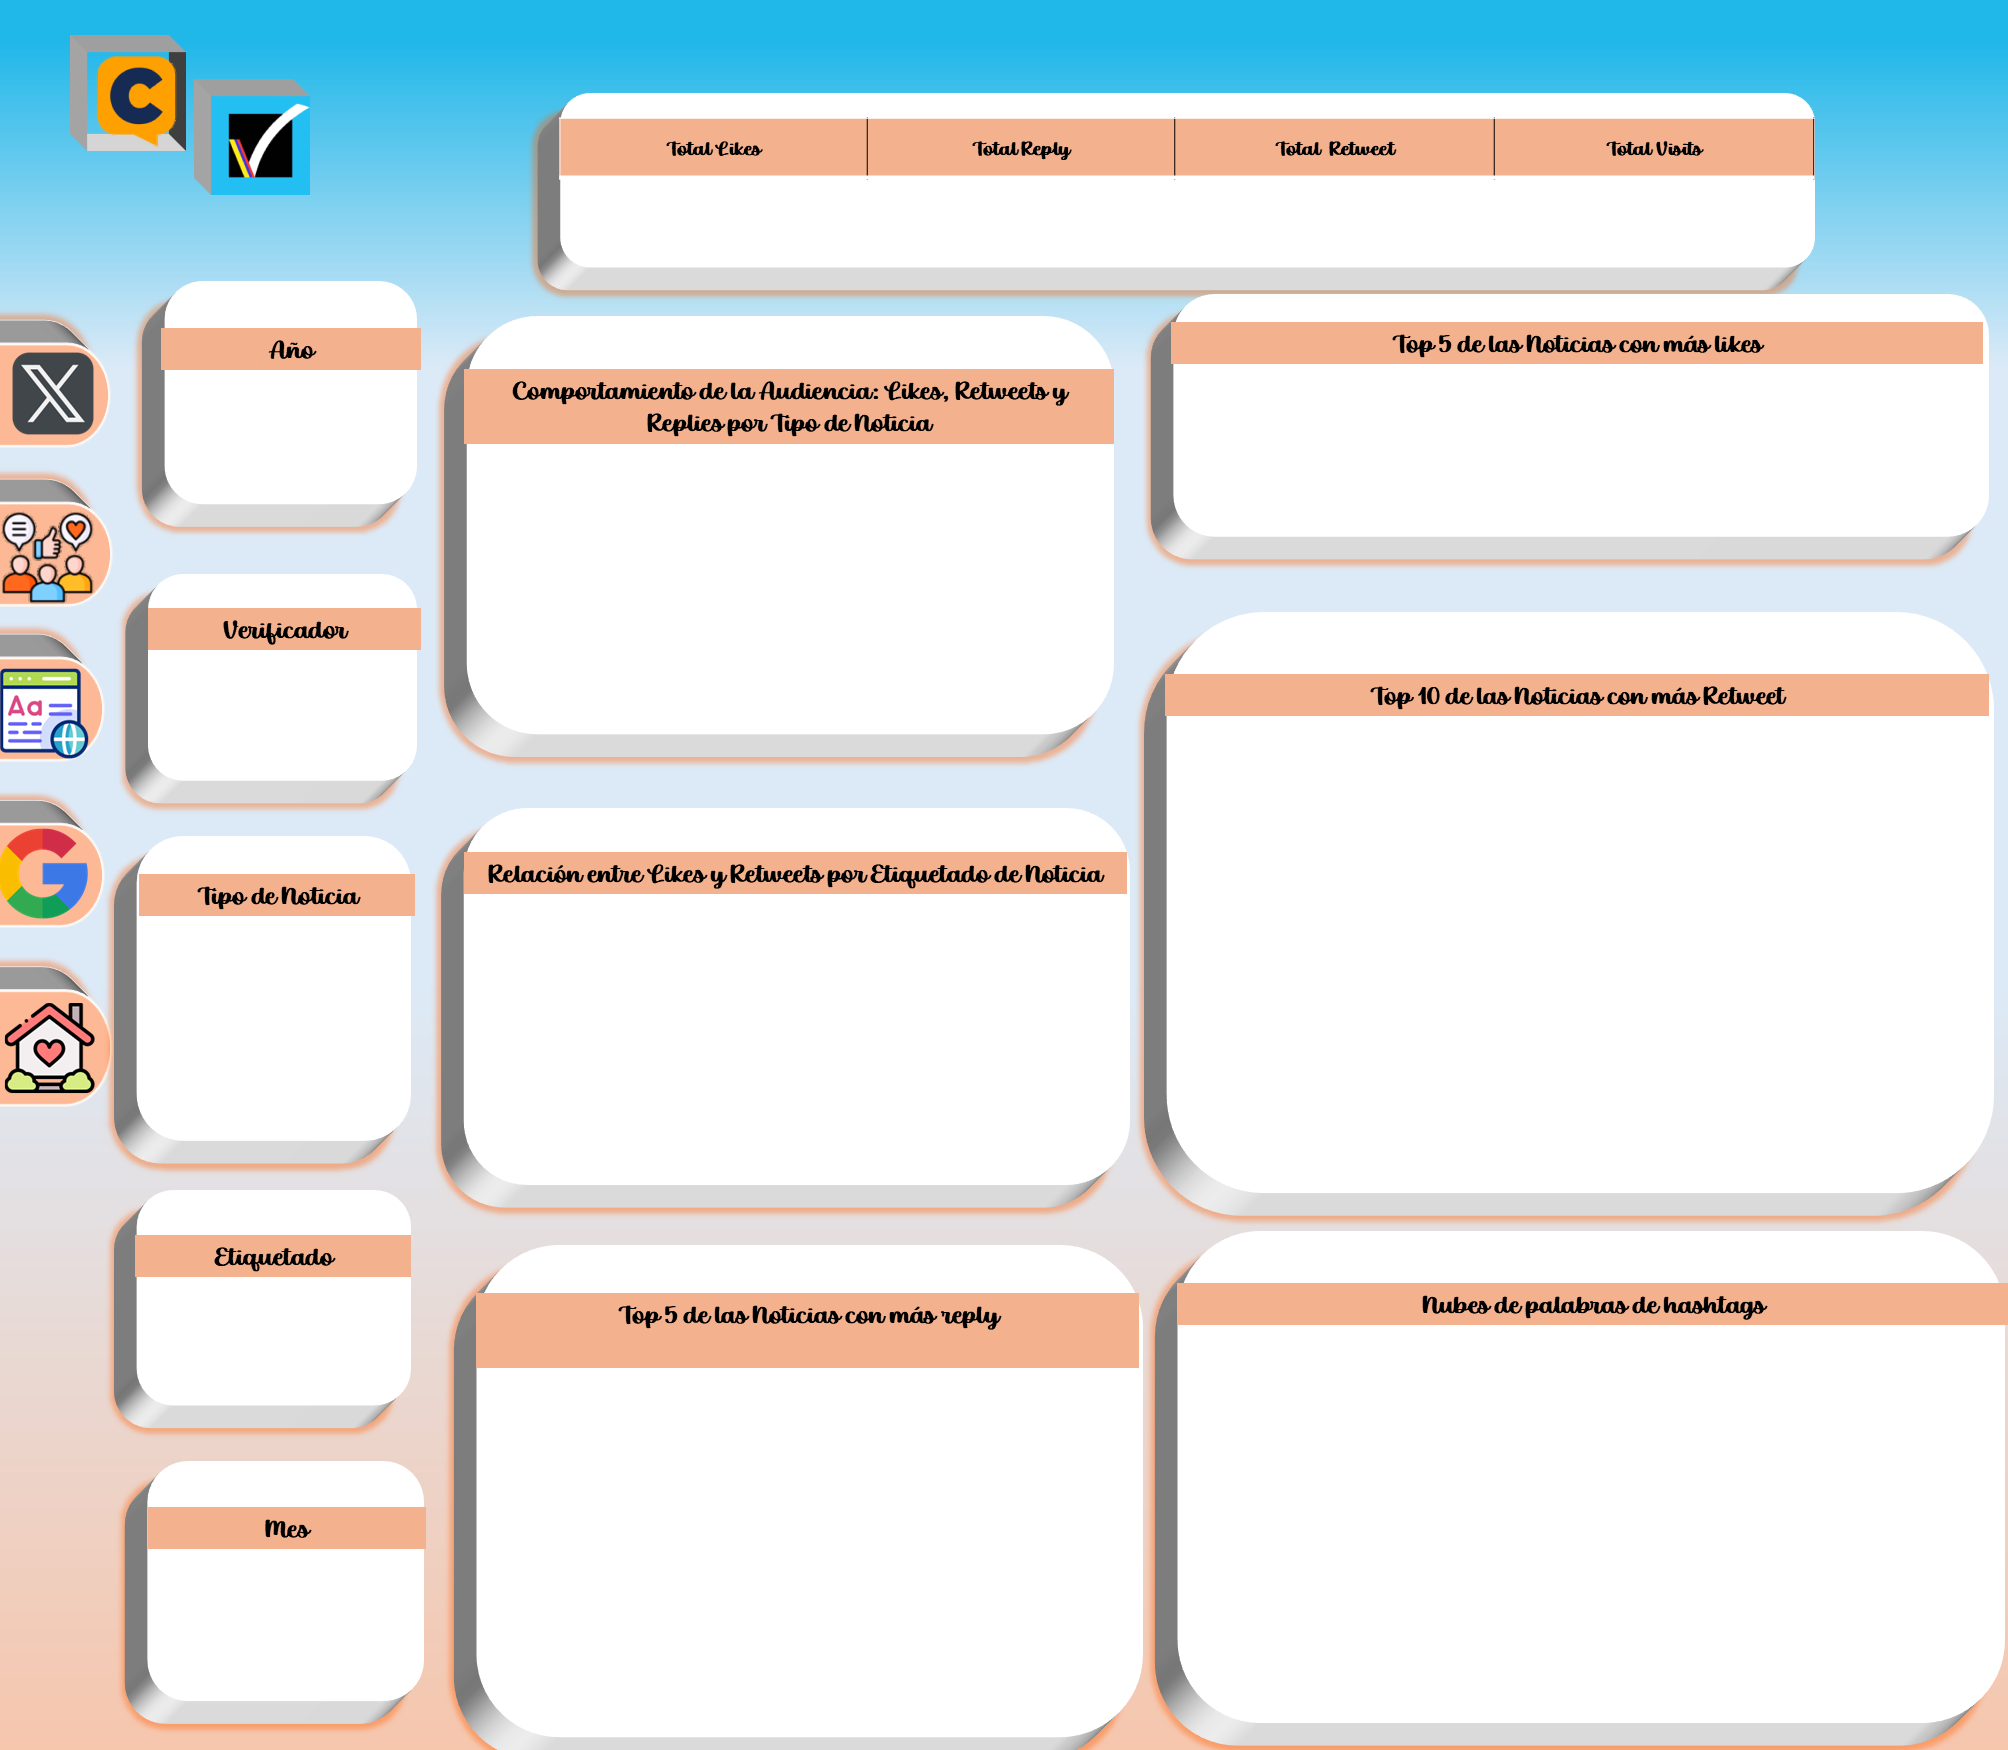 C
Total Likes
Total Reply
Total Retweet
Total Visits
Año
Comportamiento de la Audiencia: Likes, Retweets y
Replies por Tipo de Noticia
Top 5 de las Noticias con más likes
Verificador
Top 10 de las Noticias con más Retweet
Aa
Tipo de Noticia
Relación entre Likes y Retweets por Etiquetado de Noticia
G
Etiquetado
Top 5 de las Noticias con más reply
Nubes de palabras de hashtags
Mes